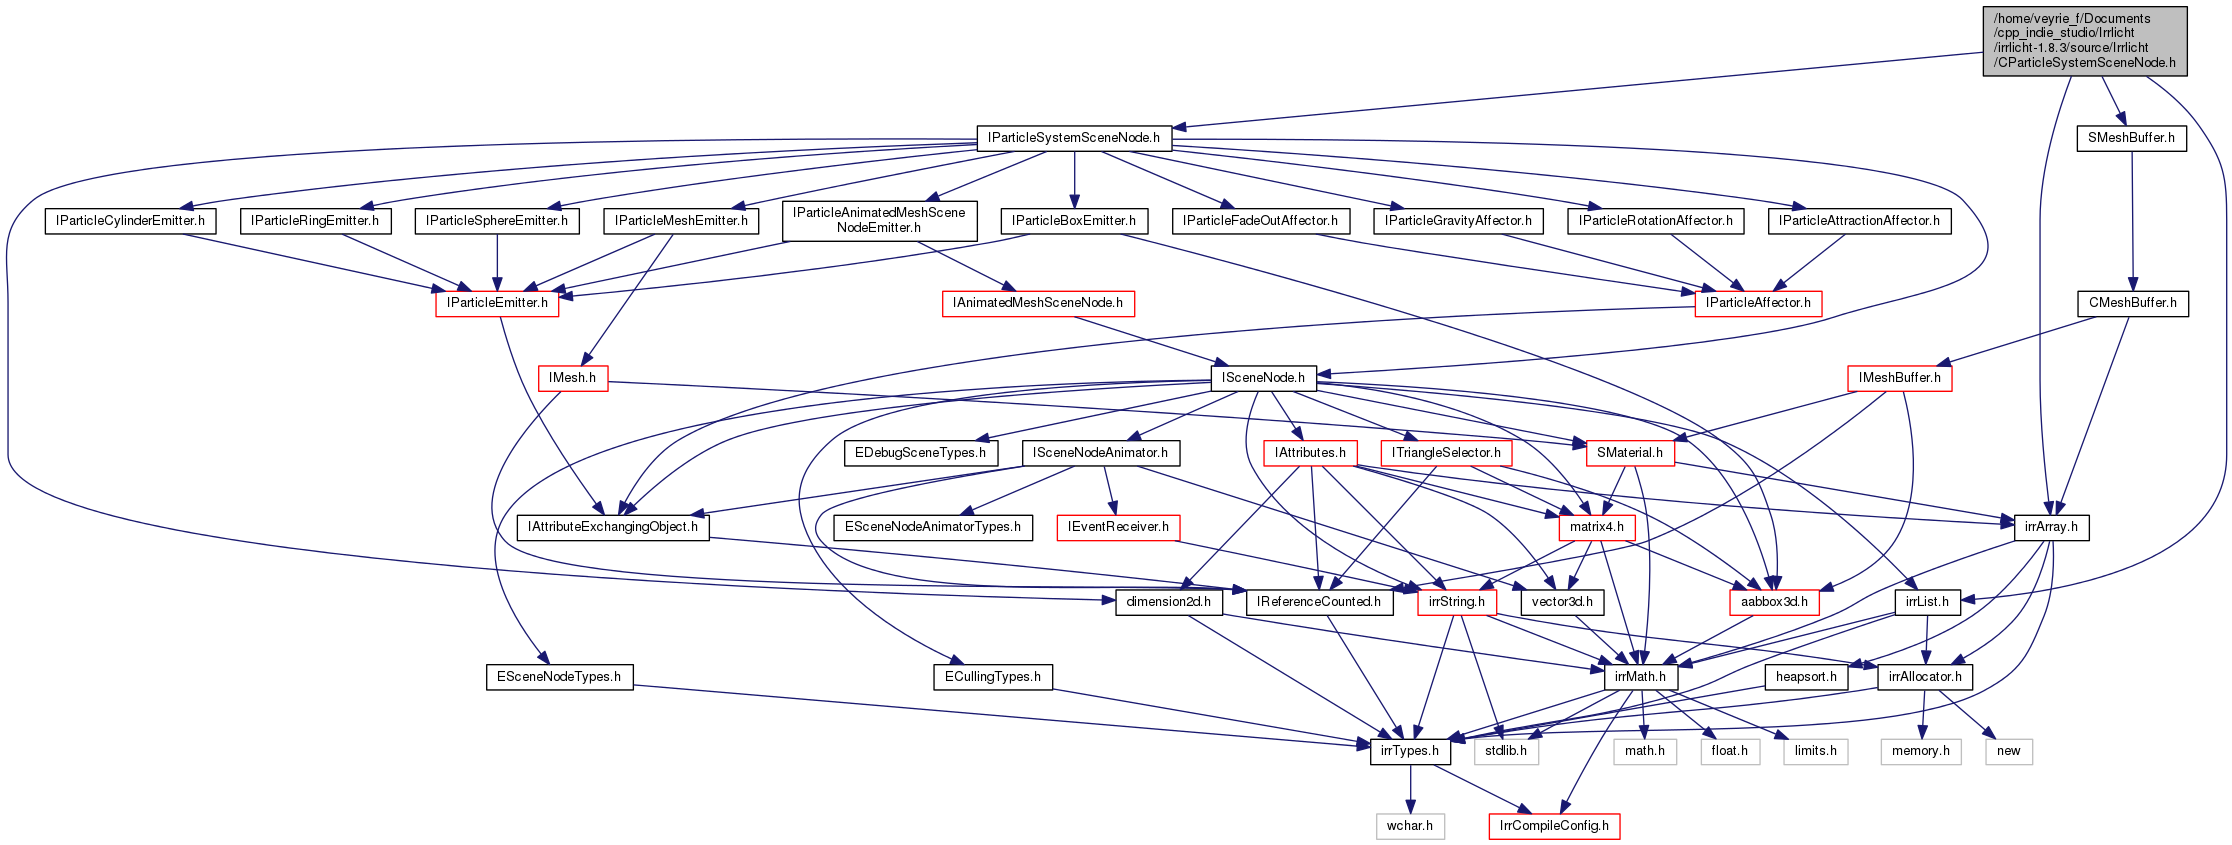 /home/veyrie_f/Documents
/cpp_indie_studio/Irrlicht
/irrlicht-1.8.3/source/Irrlicht
/CParticleSystemSceneNode.h
IParticleSystemSceneNode.h
SMeshBuffer.h
IParticleCylinderEmitter.h
IParticleRingEmitter.h
IParticleSphereEmitter.h
IParticleMeshEmitter.h
IParticleAnimatedMeshScene
NodeEmitter.h
IParticleBoxEmitter.h
IParticleFadeOutAffector.h
IParticleGravityAffector.h
IParticleRotationAffector.h
IParticleAttractionAffector.h
IParticleEmitter.h
IAnimatedMeshSceneNode.h
IParticleAffector.h
CMeshBuffer.h
IMesh.h
ISceneNode.h
IMeshBuffer.h
EDebugSceneTypes.h
ISceneNodeAnimator.h
IAttributes.h
ITriangleSelector.h
SMaterial.h
IAttributeExchangingObject.h
ESceneNodeAnimatorTypes.h
IEventReceiver.h
matrix4.h
irrArray.h
dimension2d.h
IReferenceCounted.h
irrString.h
vector3d.h
aabbox3d.h
irrList.h
ESceneNodeTypes.h
ECullingTypes.h
irrMath.h
heapsort.h
irrAllocator.h
irrTypes.h
stdlib.h
math.h
float.h
limits.h
memory.h
new
wchar.h
IrrCompileConfig.h